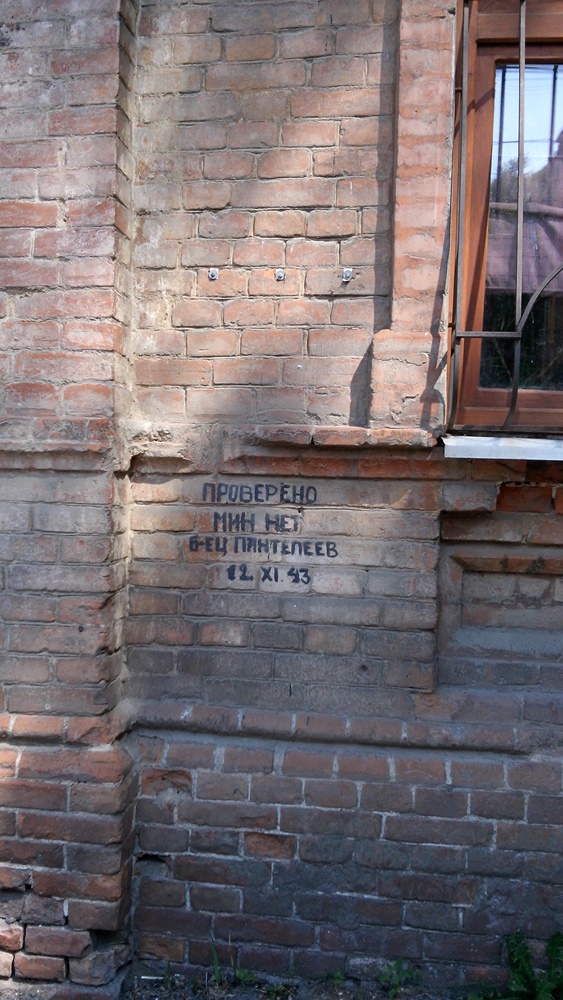 ПРОВЕРЕНО
МИН НЕТ
Б-ЕЦ ПАНТЕЛЕЕВ
12. XI. 43